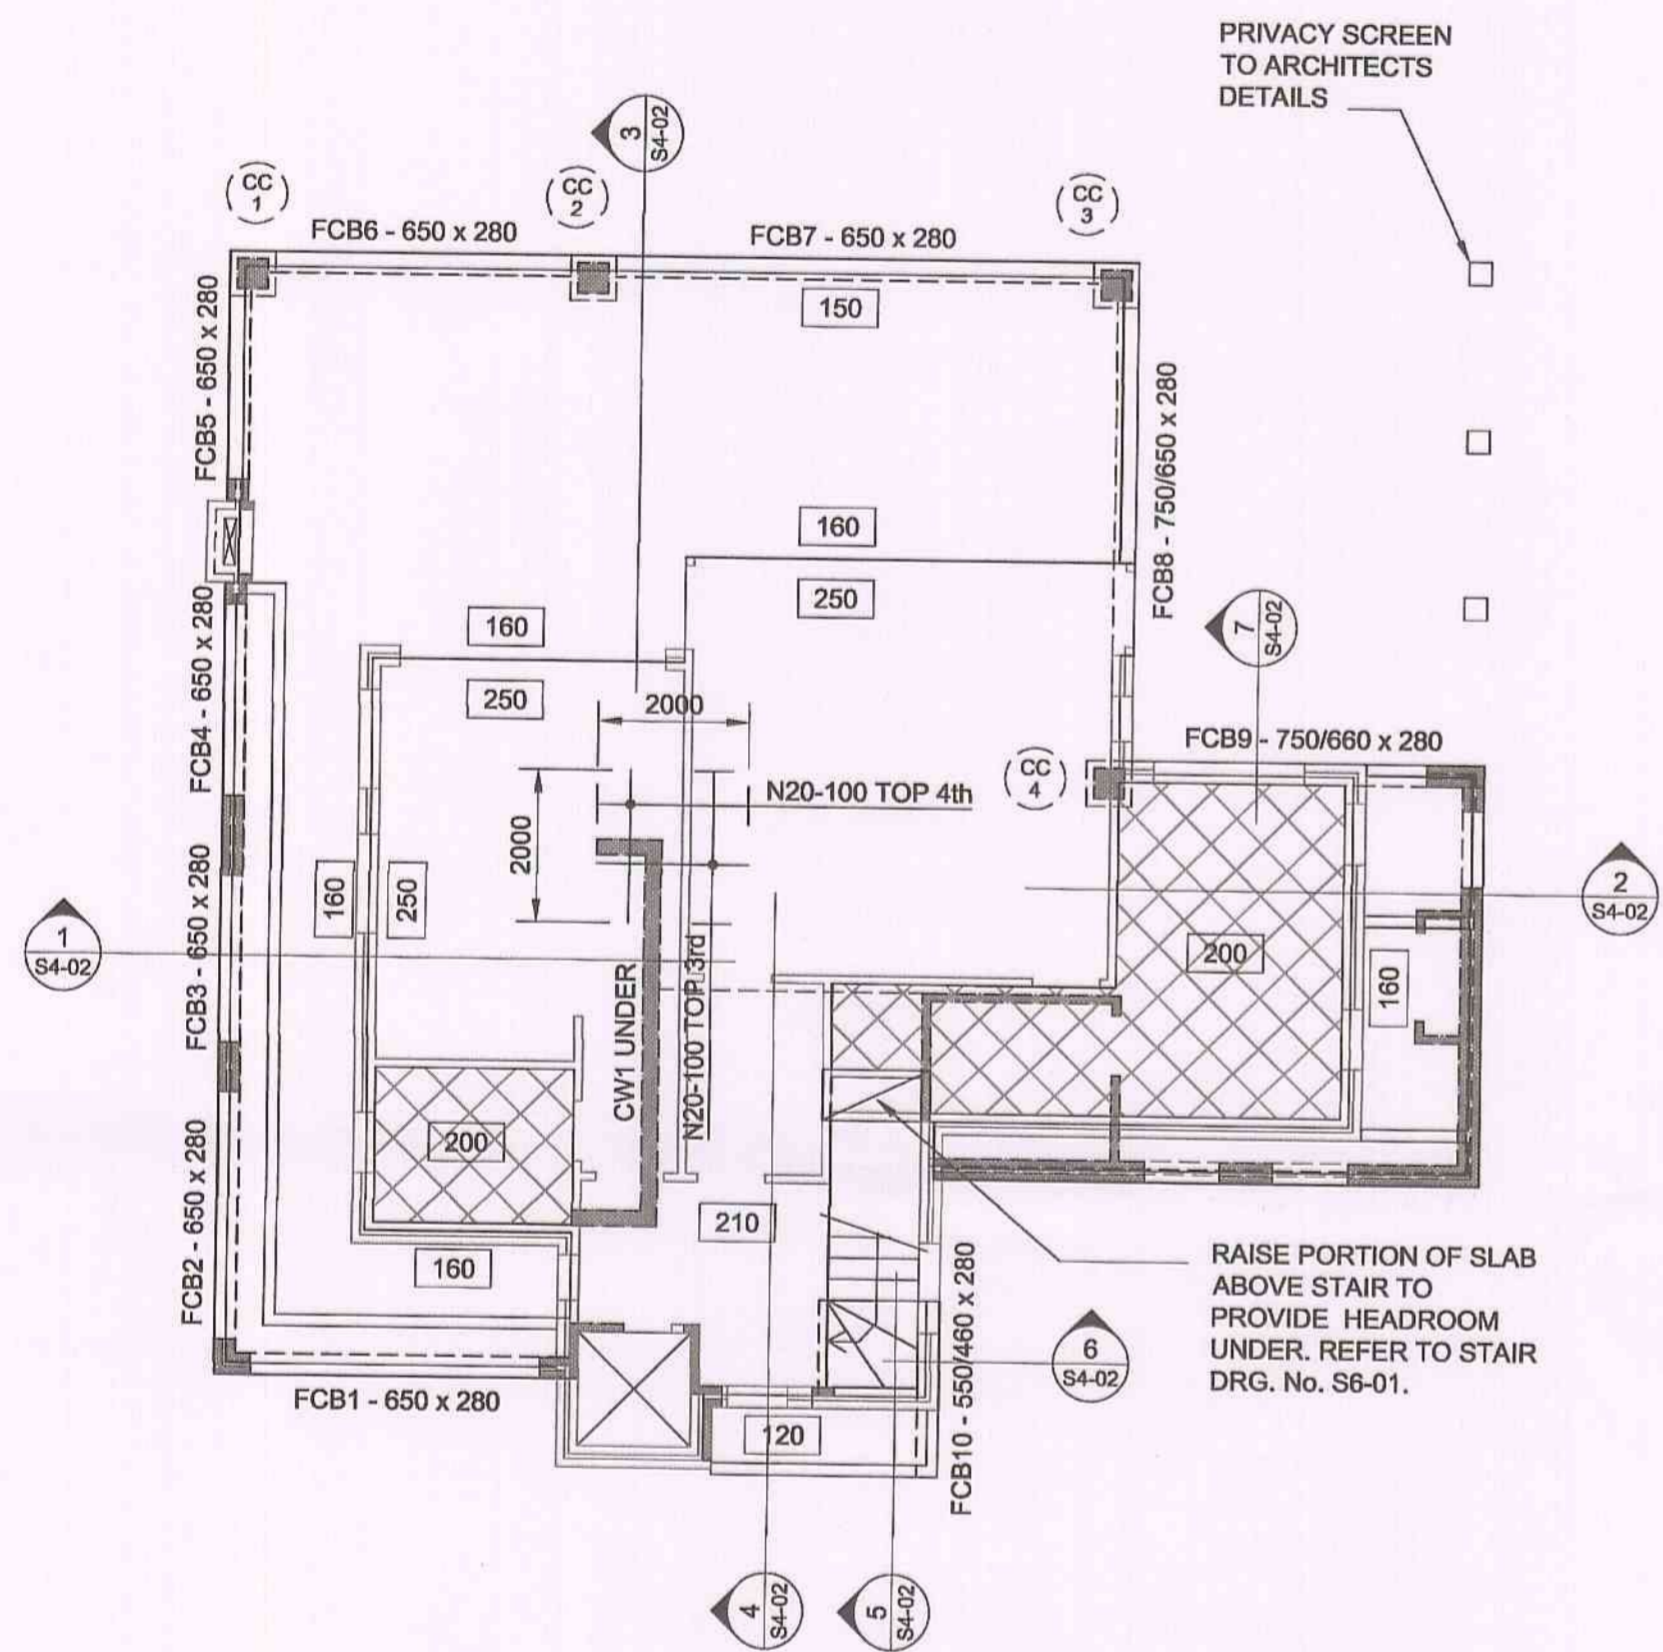 PRIVACY SCREEN
TO ARCHITECTS
DETAILS
3
S4-02
CC
1
CC
2
CC
3
FCB6 - 650 x 280
FCB7 - 650 x 280
FCB5 - 650 x 280
150
FCB8 - 750/650 x 280
160
250
160
250
7
S4-02
FCB4 - 650 x 280
2000
FCB9 - 750/660 x 280
CC
4
N20-100 TOP 4th
2000
160
250
FCB3 - 650 x 280
1
S4-02
2
S4-02
200
160
CW1 UNDER
N20-100 TOP 3rd
200
FCB2 - 650 x 280
210
160
RAISE PORTION OF SLAB
ABOVE STAIR TO
PROVIDE HEADROOM
UNDER. REFER TO STAIR
DRG. No. S6-01.
6
S4-02
FCB10 - 550/460 x 280
FCB1 - 650 x 280
120
4
S4-02
5
S4-02